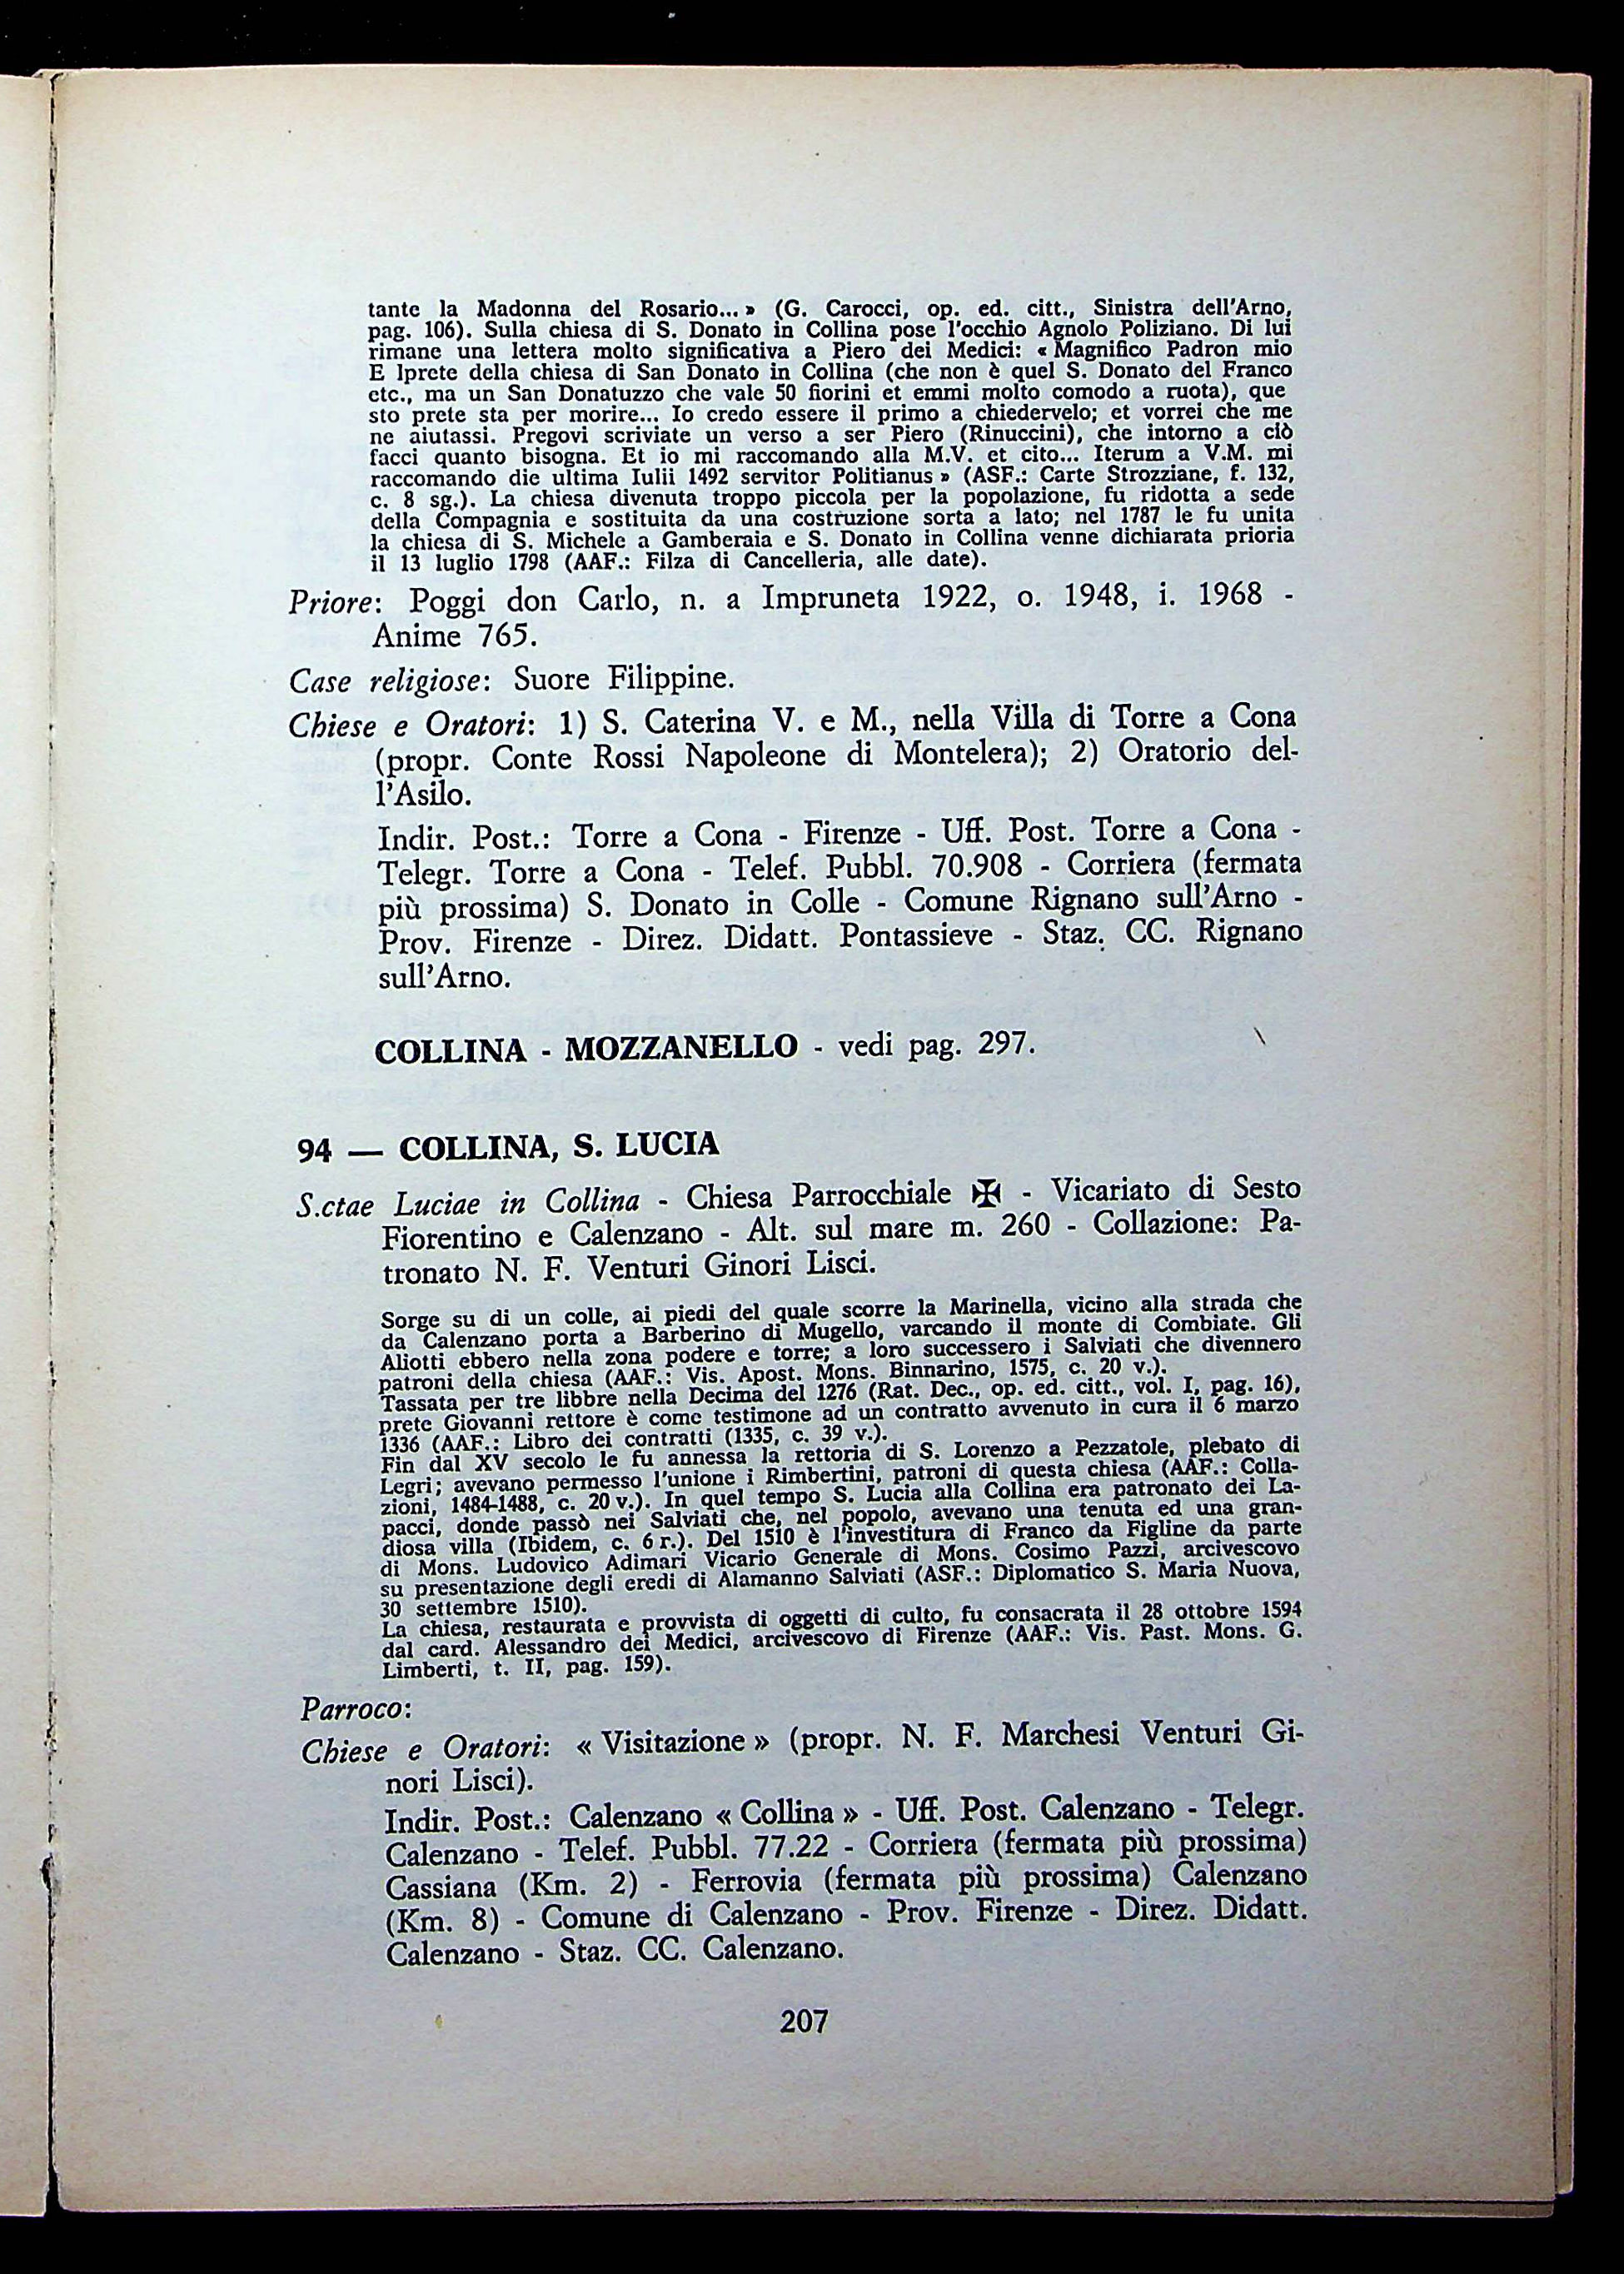 tante la Madonna del Rosario... » (G. Carocci, op. ed. citt., Sinistra dell'Arno,
pag. 106). Sulla chiesa di S. Donato in Collina pose l'occhio Agnolo Poliziano. Di lui
rimane una lettera molto significativa a Piero dei Medici: « Magnifico Padron mio
E lprete della chiesa di San Donato in Collina (che non è quel S. Donato del Franco
etc., ma un San Donatuzzo che vale 50 fiorini et emmi molto comodo a ruota), que
sto prete sta per morire... Io credo essere il primo a chiedervelo; et vorrei che me
ne aiutassi. Pregovi scriviate un verso a ser Piero (Rinuccini), che intorno a ciò
facci quanto bisogna. Et io mi raccomando alla M.V. et cito... Iterum a V.M. mi
raccomando die ultima Iulii 1492 servitor Politianus » (ASF.: Carte Strozziane, f. 132,
c. 8 sg.). La chiesa divenuta troppo piccola per la popolazione, fu ridotta a sede
della Compagnia e sostituita da una costruzione sorta a lato; nel 1787 le fu unita
la chiesa di S. Michele a Gamberaia e S. Donato in Collina venne dichiarata prioria
il 13 luglio 1798 (AAF.: Filza di Cancelleria, alle date).
Priore: Poggi don Carlo, n. a Impruneta 1922, o. 1948, i. 1968 -
Anime 765.
Case religiose: Suore Filippine.
Chiese e Oratori: 1) S. Caterina V. e M., nella Villa di Torre a Cona
(propr. Conte Rossi Napoleone di Montelera); 2) Oratorio del-
l'Asilo.
Indir. Post.: Torre a Cona - Firenze - Uff. Post. Torre a Cona -
Telegr. Torre a Cona - Telef. Pubbl. 70.908 - Corriera (fermata
più prossima) S. Donato in Colle - Comune Rignano sull'Arno -
Prov. Firenze - Direz. Didatt. Pontassieve - Staz. CC. Rignano
sull'Arno.
COLLINA - MOZZANELLO - vedi pag. 297.
94 — COLLINA, S. LUCIA
S.ctae Luciae in Collina - Chiesa Parrocchiale ✠ - Vicariato di Sesto
Fiorentino e Calenzano - Alt. sul mare m. 260 - Collazione: Pa-
tronato N. F. Venturi Ginori Lisci.
Sorge su di un colle, ai piedi del quale scorre la Marinella, vicino alla strada che
da Calenzano porta a Barberino di Mugello, varcando il monte di Combiate. Gli
Aliotti ebbero nella zona podere e torre; a loro successero i Salviati che divennero
patroni della chiesa (AAF.: Vis. Apost. Mons. Binnarino, 1575, c. 20 v.).
Tassata per tre libbre nella Decima del 1276 (Rat. Dec., op. ed. citt., vol. I, pag. 16),
prete Giovanni rettore è come testimone ad un contratto avvenuto in cura il 6 marzo
1336 (AAF.: Libro dei contratti (1335, c. 39 v.).
Fin dal XV secolo le fu annessa la rettoria di S. Lorenzo a Pezzatole, plebato di
Legri; avevano permesso l'unione i Rimbertini, patroni di questa chiesa (AAF.: Colla-
zioni, 1484-1488, c. 20 v.). In quel tempo S. Lucia alla Collina era patronato dei La-
pacci, donde passò nei Salviati che, nel popolo, avevano una tenuta ed una gran-
diosa villa (Ibidem, c. 6 r.). Del 1510 è l'investitura di Franco da Figline da parte
di Mons. Ludovico Adimari Vicario Generale di Mons. Cosimo Pazzi, arcivescovo
su presentazione degli eredi di Alamanno Salviati (ASF.: Diplomatico S. Maria Nuova,
30 settembre 1510).
La chiesa, restaurata e provvista di oggetti di culto, fu consacrata il 28 ottobre 1594
dal card. Alessandro dei Medici, arcivescovo di Firenze (AAF.: Vis. Past. Mons. G.
Limberti, t. II, pag. 159).
Parroco:
Chiese e Oratori: « Visitazione » (propr. N. F. Marchesi Venturi Gi-
nori Lisci).
Indir. Post.: Calenzano « Collina » - Uff. Post. Calenzano - Telegr.
Calenzano - Telef. Pubbl. 77.22 - Corriera (fermata più prossima)
Cassiana (Km. 2) - Ferrovia (fermata più prossima) Calenzano
(Km. 8) - Comune di Calenzano - Prov. Firenze - Direz. Didatt.
Calenzano - Staz. CC. Calenzano.
207